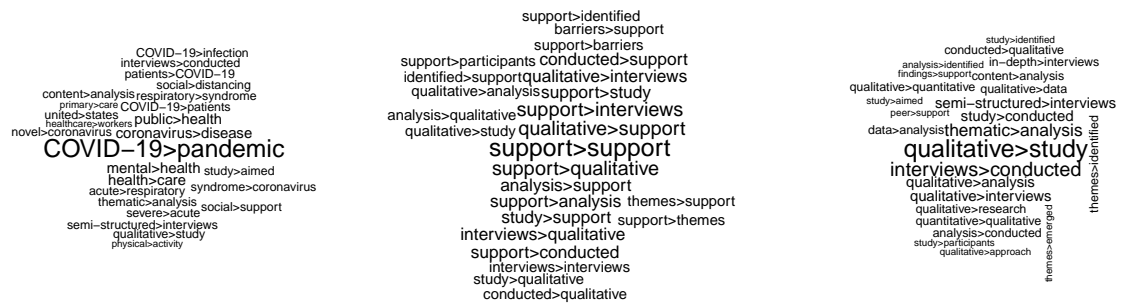 COVID−19>infection
interviews>conducted
patients>COVID−19
social>distancing
content>analysis respiratory>syndrome
primary>care COVID−19>patients
united>states public>health
healthcare>workers
novel>coronavirus coronavirus>disease
COVID−19>pandemic
mental>health study>aimed
health>care
acute>respiratory syndrome>coronavirus
thematic>analysis
severe>acute social>support
semi−structured>interviews
qualitative>study
physical>activity
support>identified
barriers>support
support>barriers
support>participants conducted>support
identified>support qualitative>interviews
qualitative>analysis support>study
analysis>qualitative support>interviews
qualitative>study qualitative>support
support>support
support>qualitative
analysis>support
support>analysis themes>support
study>support support>themes
interviews>qualitative
support>conducted
interviews>interviews
study>qualitative
conducted>qualitative
study>identified
conducted>qualitative
analysis>identified in−depth>interviews
findings>support content>analysis
qualitative>quantitative qualitative>data
study>aimed semi−structured>interviews
peer>support study>conducted
data>analysis thematic>analysis
qualitative>study
interviews>conducted
themes>identified
qualitative>analysis
qualitative>interviews
qualitative>research
quantitative>qualitative
analysis>conducted
study>participants
qualitative>approach
themes>emerged